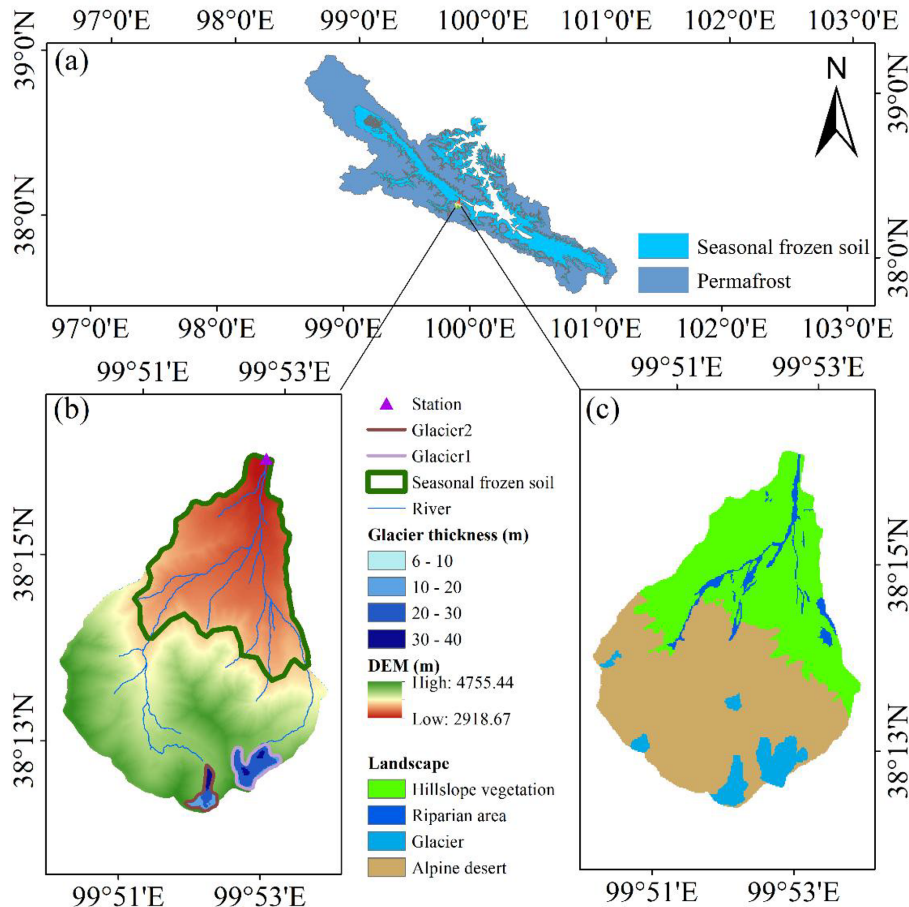 97°0'E 98°0'E 99°0'E 100°0'E 101°0'E 102°0'E 103°0'E
(a)
N
39°0'N
39°0'N
38°0'N
38°0'N
Seasonal frozen soil
Permafrost
97°0'E 98°0'E 99°0'E 100°0'E 101°0'E 102°0'E 103°0'E
99°51'E 99°53'E
(b)
38°15'N
38°13'N
99°51'E 99°53'E
Station
Glacier2
Glacier1
Seasonal frozen soil
River
Glacier thickness (m)
6 - 10
10 - 20
20 - 30
30 - 40
DEM (m)
High: 4755.44
Low: 2918.67
Landscape
Hillslope vegetation
Riparian area
Glacier
Alpine desert
99°51'E 99°53'E
(c)
38°15'N
38°13'N
99°51'E 99°53'E